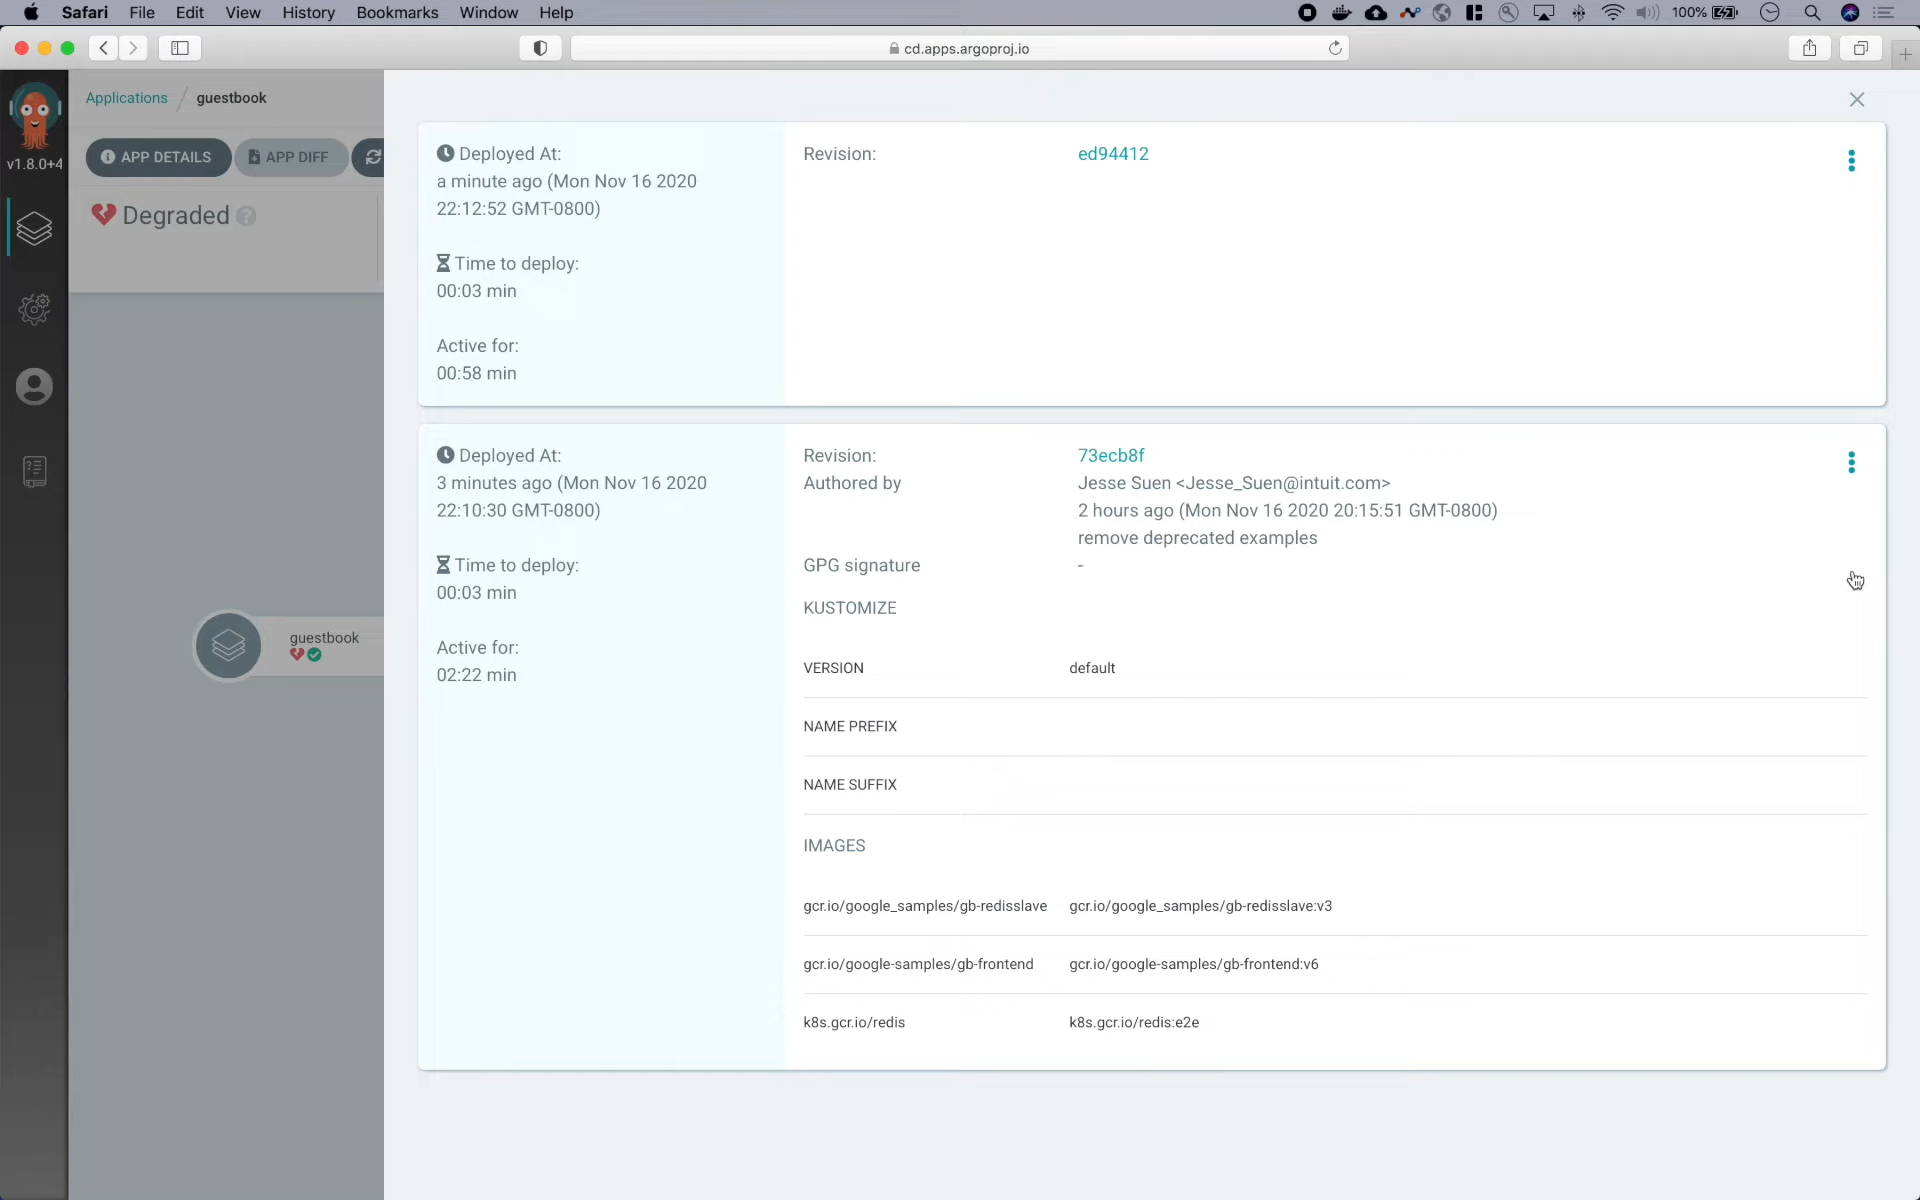 Safari File Edit View History Bookmarks Window Help
100%
cd.apps.argoproj.io
v1.8.0+4
Applications / guestbook
APP DETAILS
APP DIFF
Degraded
guestbook
Deployed At:
a minute ago (Mon Nov 16 2020
22:12:52 GMT-0800)
Time to deploy:
00:03 min
Active for:
00:58 min
Revision: ed94412
Deployed At:
3 minutes ago (Mon Nov 16 2020
22:10:30 GMT-0800)
Time to deploy:
00:03 min
Active for:
02:22 min
Revision: 73ecb8f
Authored by Jesse Suen <Jesse_Suen@intuit.com>
2 hours ago (Mon Nov 16 2020 20:15:51 GMT-0800)
remove deprecated examples
GPG signature -
KUSTOMIZE
VERSION default
NAME PREFIX
NAME SUFFIX
IMAGES
gcr.io/google_samples/gb-redisslave gcr.io/google_samples/gb-redisslave:v3
gcr.io/google-samples/gb-frontend gcr.io/google-samples/gb-frontend:v6
k8s.gcr.io/redis k8s.gcr.io/redis:e2e